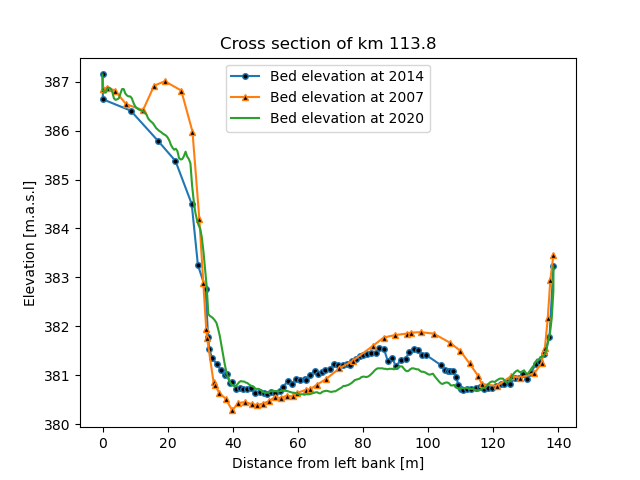 Cross section of km 113.8
Bed elevation at 2014
Bed elevation at 2007
Bed elevation at 2020
Elevation [m.a.s.l]
387
386
385
384
383
382
381
380
0 20 40 60 80 100 120 140
Distance from left bank [m]